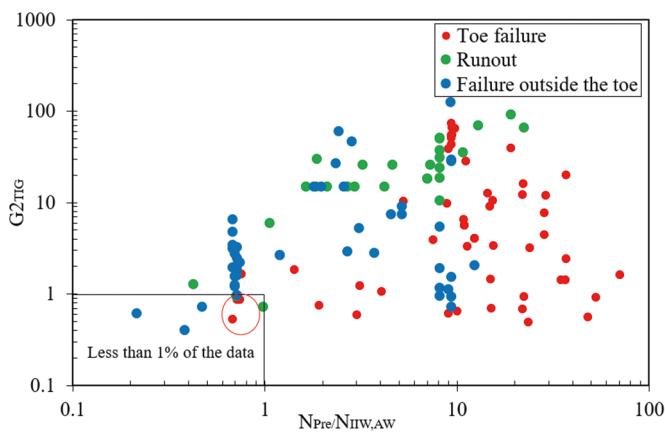 1000
100
10
1
0.1
G2TIG
Toe failure
Runout
Failure outside the toe
Less than 1% of the data
0.1
1
10
100
NPre/NIIW,AW